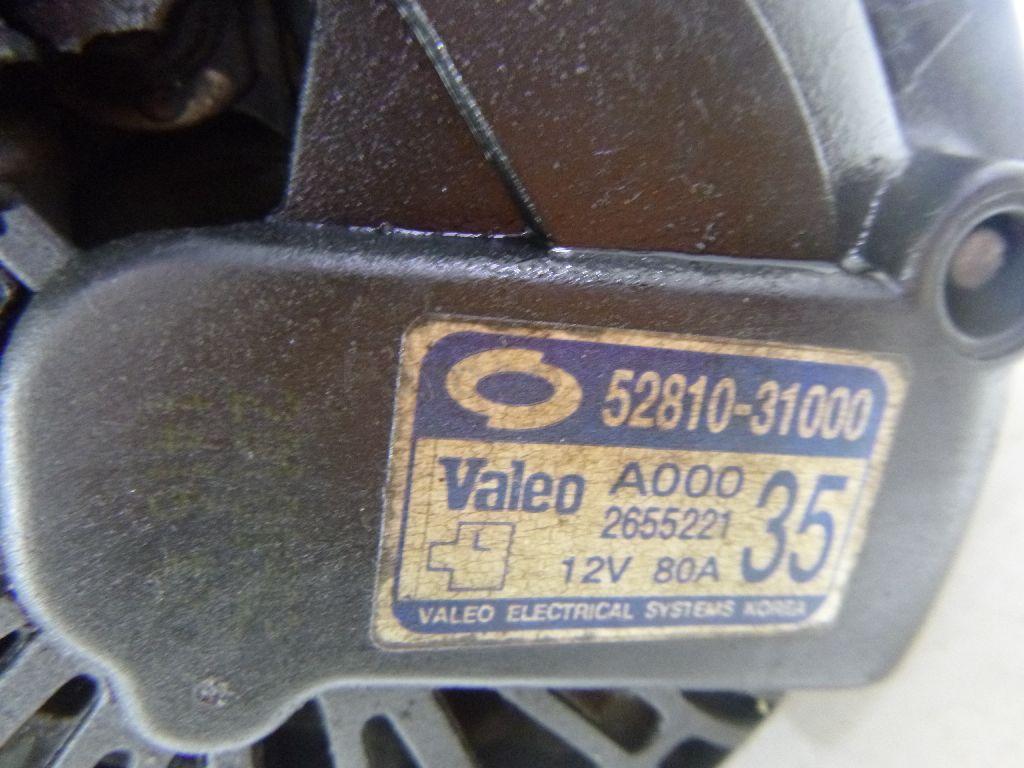 52810-31000
Valeo A000
2655221
35
12V 80A
VALEO ELECTRICAL SYSTEMS KOREA